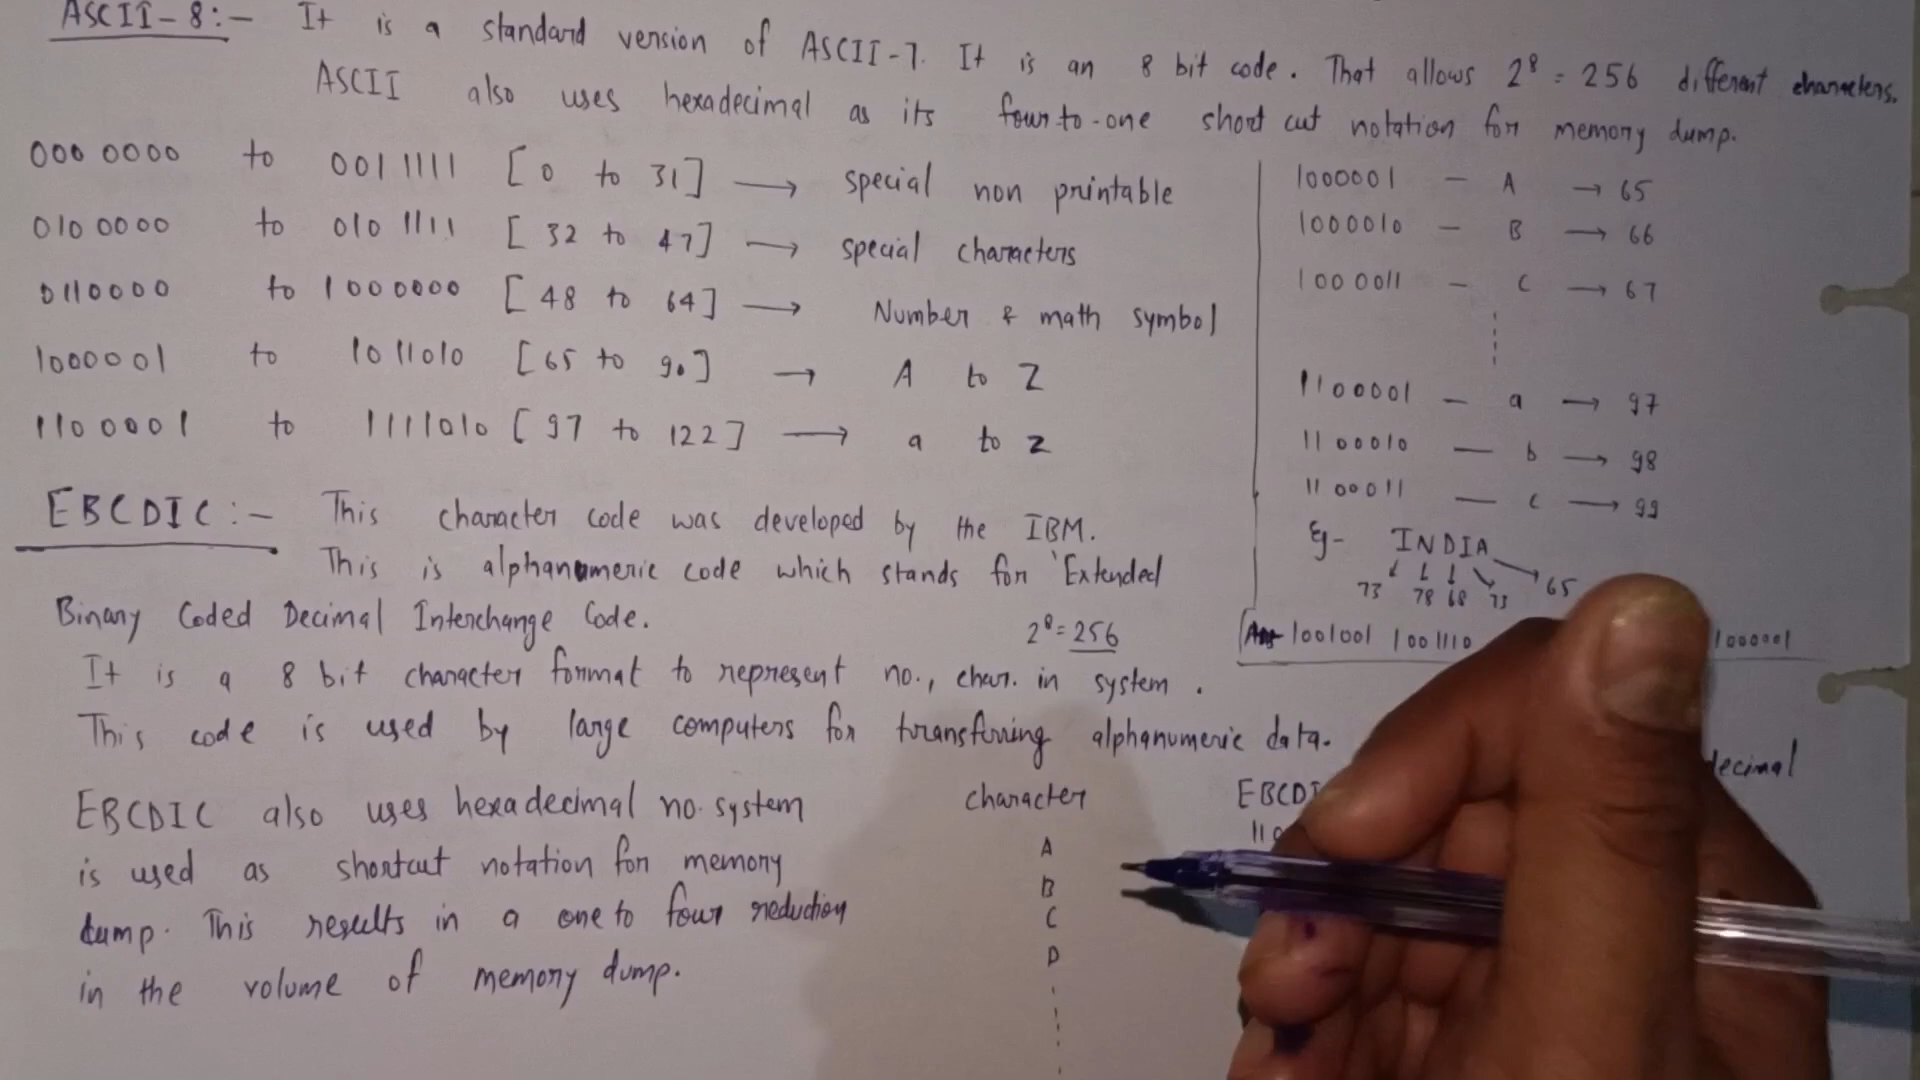 ASCII-8:- It is a standard version of ASCII-7. It is an 8 bit code. That allows 2⁸ = 256 different characters.
ASCII also uses hexadecimal as its four to-one short cut notation for memory dump.
000 0000 to 001 1111 [0 to 31] → special non printable
010 0000 to 010 1111 [32 to 47] → special characters
0110000 to 1000000 [48 to 64] → Number & math symbol
1000001 to 1011010 [65 to 90] → A to Z
110 0001 to 1111010 [97 to 122] → a to z
1000001 - A → 65
1000010 - B → 66
1000011 - C → 67
1100001 - a → 97
1100010 - b → 98
1100011 - c → 99
Eg- INDIA
73 78 68 73 65
Ans- 1001001 1001110 1000001
EBCDIC:- This character code was developed by the IBM.
This is alphanumeric code which stands for 'Extended
Binary Coded Decimal Interchange Code.
2⁸=256
It is a 8 bit character format to represent no., char. in system.
This code is used by large computers for transferring alphanumeric data.
EBCDIC also uses hexadecimal no. system
is used as shortcut notation for memory
dump. This results in a one to four reduction
in the volume of memory dump.
character
A
B
C
D